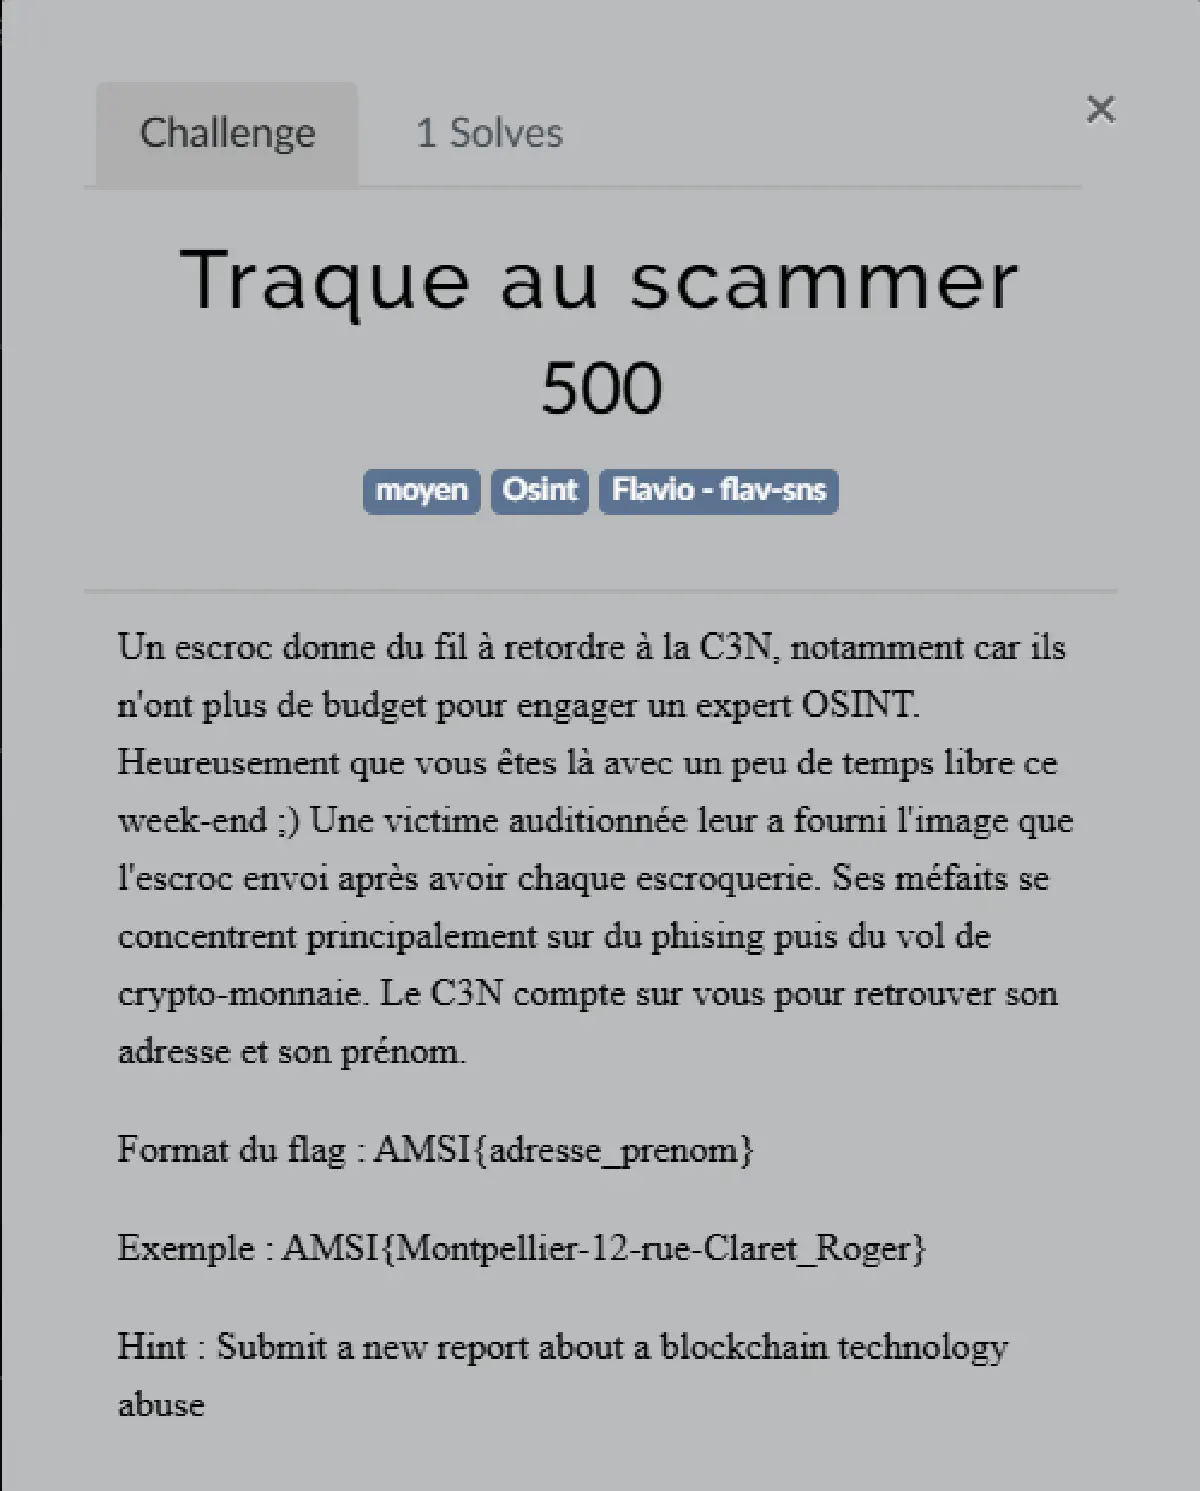 Challenge
1 Solves
×
Traque au scammer
500
moyen Osint Flavio - flav-sns
Un escroc donne du fil à retordre à la C3N, notamment car ils
n'ont plus de budget pour engager un expert OSINT.
Heureusement que vous êtes là avec un peu de temps libre ce
week-end ;) Une victime auditionnée leur a fourni l'image que
l'escroc envoi après avoir chaque escroquerie. Ses méfaits se
concentrent principalement sur du phising puis du vol de
crypto-monnaie. Le C3N compte sur vous pour retrouver son
adresse et son prénom.
Format du flag : AMSI{adresse_prenom}
Exemple : AMSI{Montpellier-12-rue-Claret_Roger}
Hint : Submit a new report about a blockchain technology
abuse